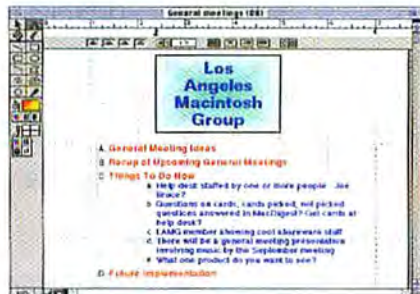 General meetings (DR)
Los
Angeles
Macintosh
Group
A. General Meeting Ideas
B. Recap of Upcoming General Meetings
C. Things To Do Now
a. Help desk staffed by one or more people - Joe
Bruce?
b. Questions on cards, cards picked, not picked
questions answered in MacDigest? Get cards at
help desk?
c. LAMG member showing cool shareware stuff
d. There will be a general meeting presentation
involving music by the September meeting
e. What one product do you want to see?
D. Future Implementation